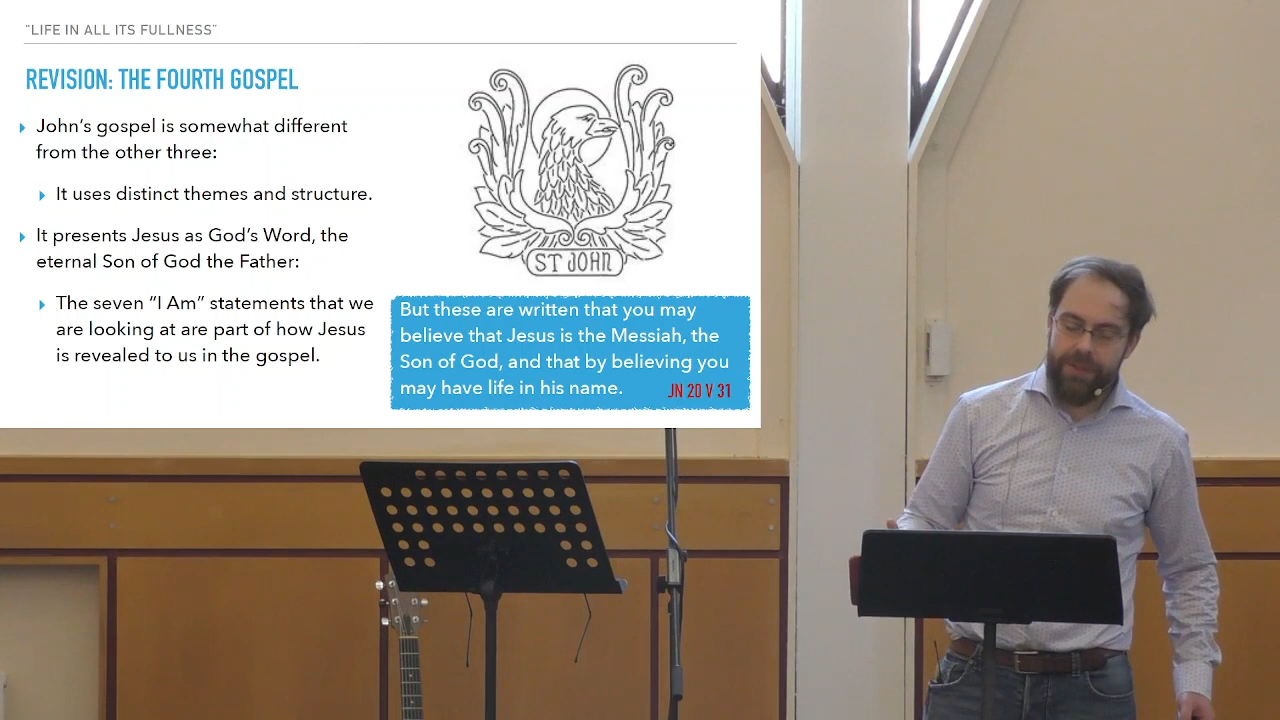 "LIFE IN ALL ITS FULLNESS"
REVISION: THE FOURTH GOSPEL
John's gospel is somewhat different
from the other three:
It uses distinct themes and structure.
It presents Jesus as God's Word, the
eternal Son of God the Father:
The seven "I Am" statements that we
are looking at are part of how Jesus
is revealed to us in the gospel.
ST JOHN
But these are written that you may
believe that Jesus is the Messiah, the
Son of God, and that by believing you
may have life in his name.
JN 20 V 31